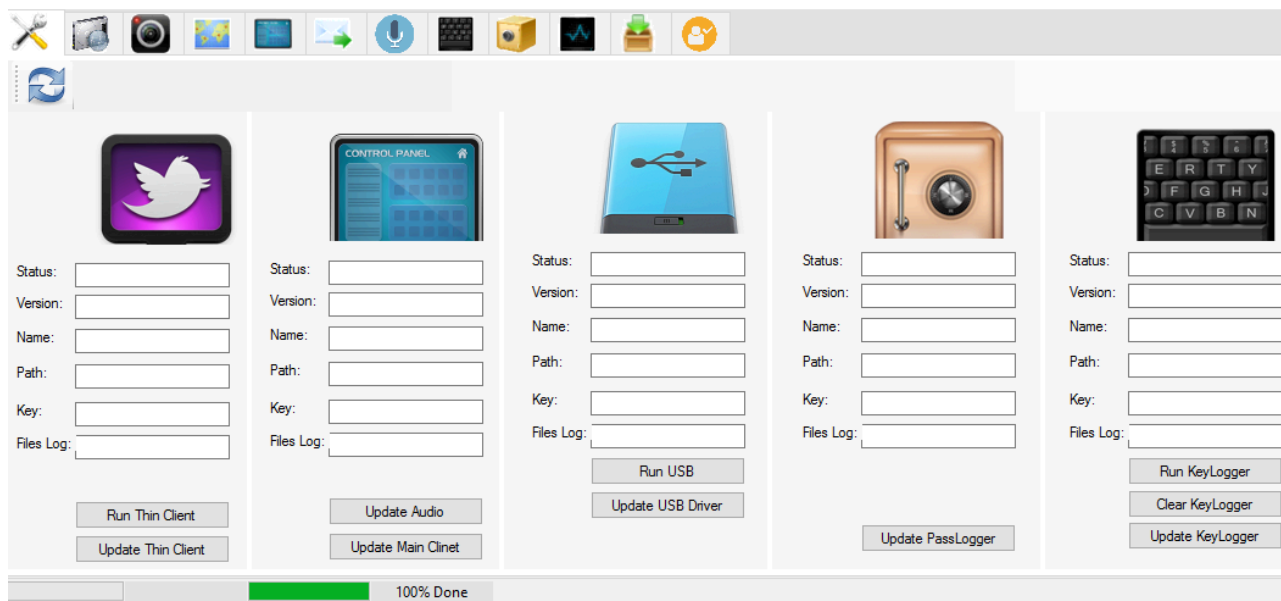 CONTROL PANEL
$ % ^
4 5 6
E R T Y
D F G H J
C V B N
Status:
Version:
Name:
Path:
Key:
Files Log:
Run Thin Client
Update Thin Client
Status:
Version:
Name:
Path:
Key:
Files Log:
Update Audio
Update Main Clinet
Status:
Version:
Name:
Path:
Key:
Files Log:
Run USB
Update USB Driver
Status:
Version:
Name:
Path:
Key:
Files Log:
Update PassLogger
Status:
Version:
Name:
Path:
Key:
Files Log:
Run KeyLogger
Clear KeyLogger
Update KeyLogger
100% Done